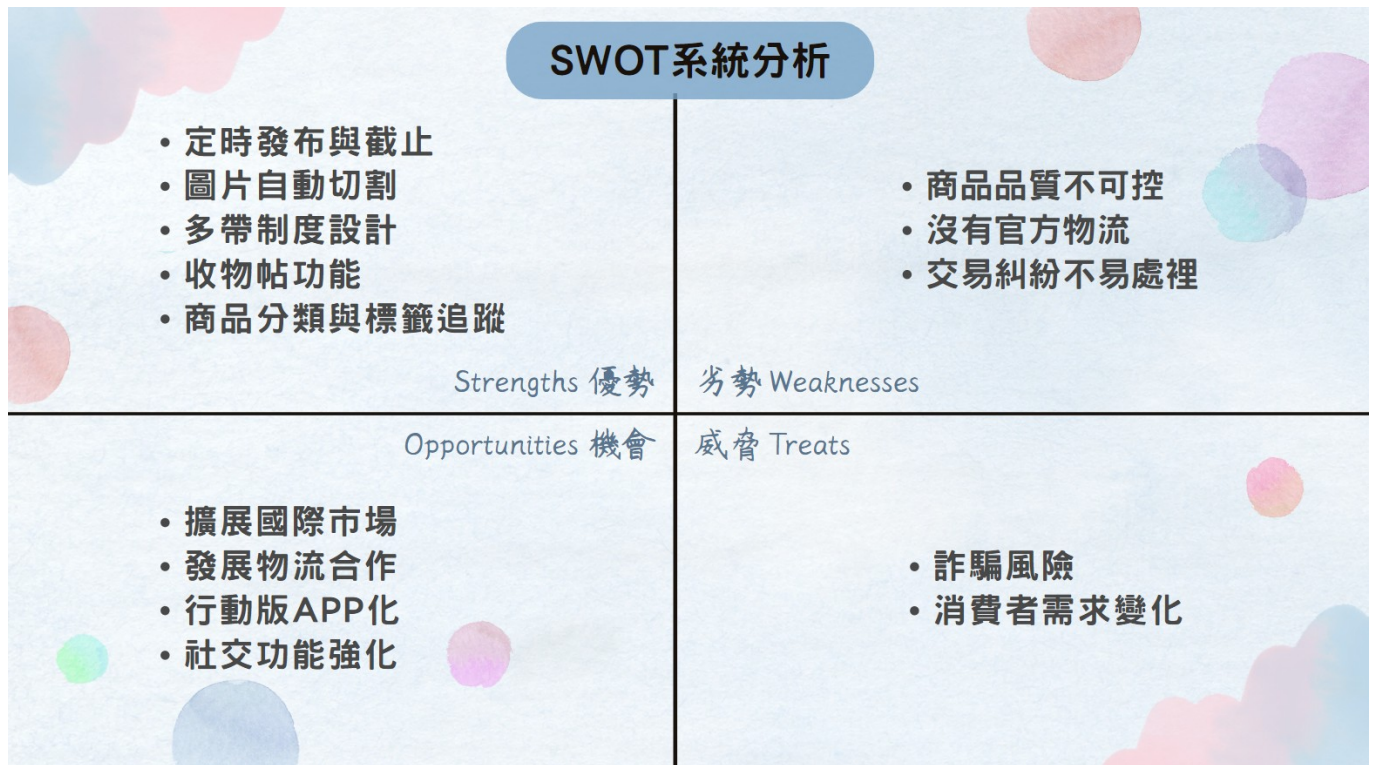 SWOT系統分析
• 定時發布與截止
• 圖片自動切割
• 多帶制度設計
• 收物帖功能
• 商品分類與標籤追蹤
Strengths 優勢
• 商品品質不可控
• 沒有官方物流
• 交易糾紛不易處裡
劣勢 Weaknesses
Opportunities 機會
• 擴展國際市場
• 發展物流合作
• 行動版APP化
• 社交功能強化
威脅 Treats
• 詐騙風險
• 消費者需求變化